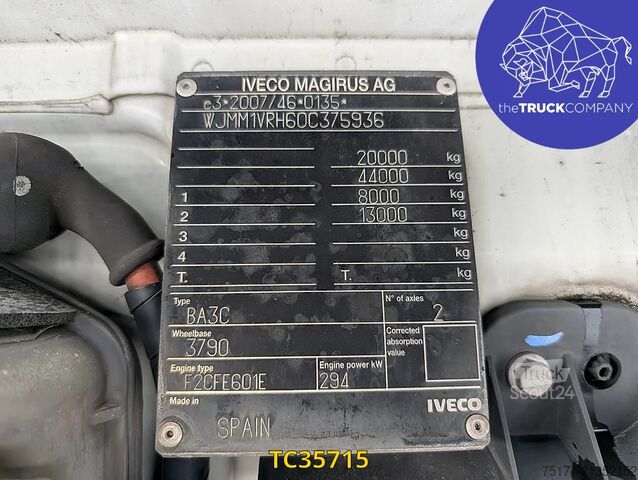 theTRUCKCOMPANY
IVECO MAGIRUS AG
e3*2007/46*0135*
WJMM1VRH60C375936
20000 kg
44000 kg
1 8000 kg
2 13000 kg
3 kg
4 kg
T. T. kg
Type
BA3C
N° of axles
2
Wheelbase
3790
Corrected
absorption
value
Engine type
F2CFE601E
Engine power kW
294
Made in
SPAIN
IVECO
Truck
Scout24
TC35715